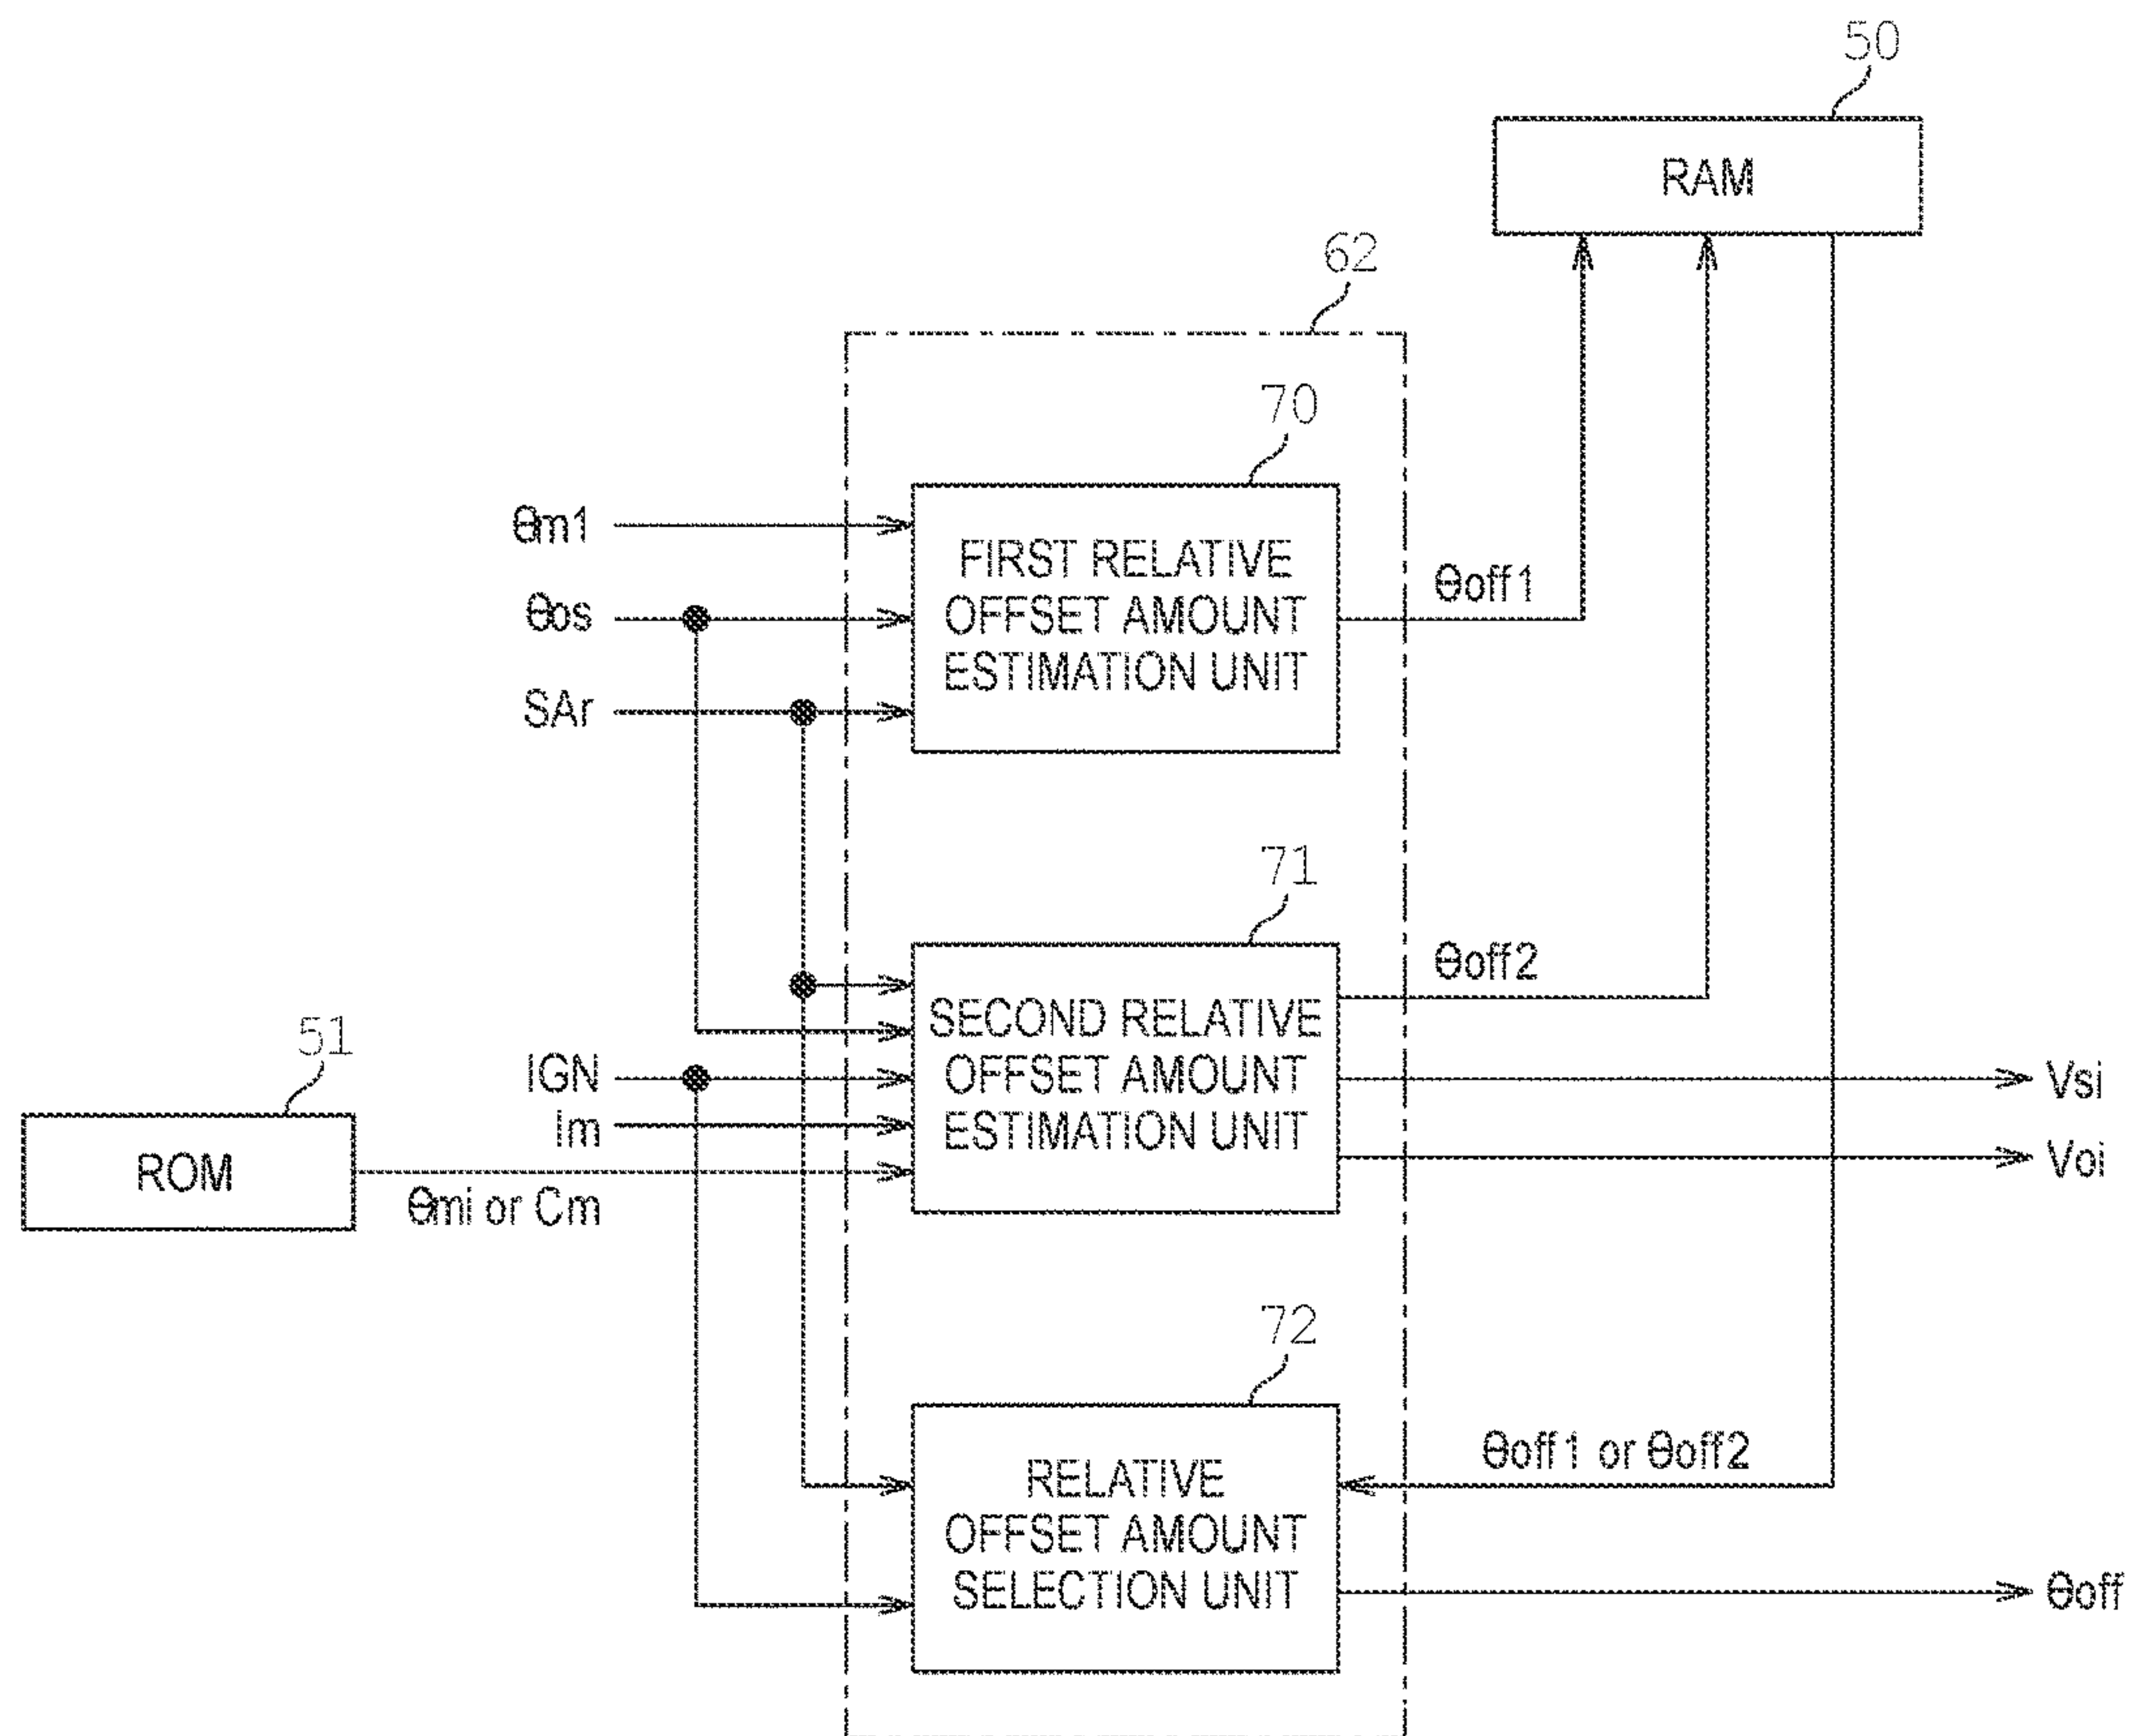 50
RAM
62
70
θm1
θos
SAr
FIRST RELATIVE
OFFSET AMOUNT
ESTIMATION UNIT
θoff1
71
θoff2
51
ROM
IGN
Im
θmi or Cm
SECOND RELATIVE
OFFSET AMOUNT
ESTIMATION UNIT
Vsi
Voi
72
RELATIVE
OFFSET AMOUNT
SELECTION UNIT
θoff1 or θoff2
θoff